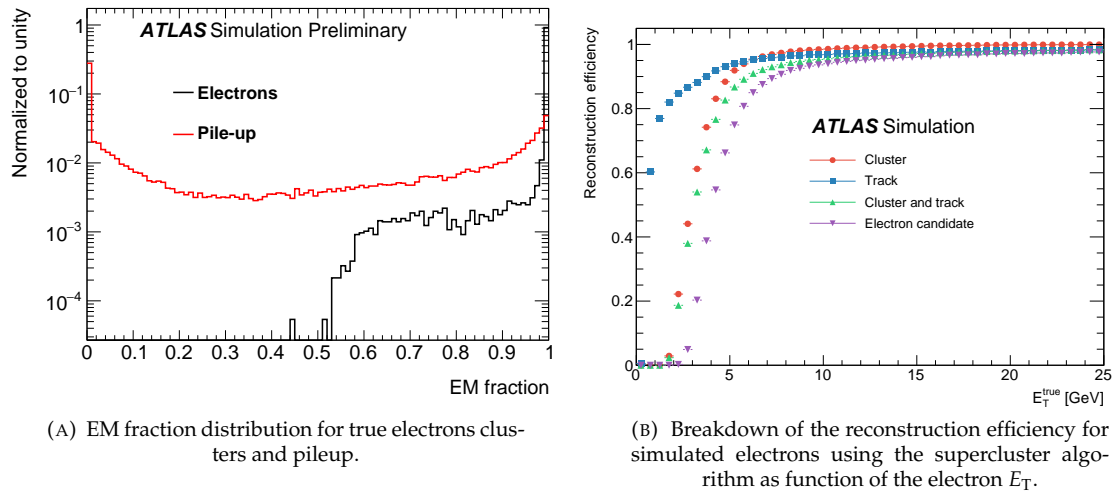 Normalized to unity
1
10⁻¹
10⁻²
10⁻³
10⁻⁴
ATLAS Simulation Preliminary
Electrons
Pile-up
0 0.1 0.2 0.3 0.4 0.5 0.6 0.7 0.8 0.9 1
EM fraction
(A) EM fraction distribution for true electrons clus-
ters and pileup.
Reconstruction efficiency
1
0.8
0.6
0.4
0.2
0
ATLAS Simulation
Cluster
Track
Cluster and track
Electron candidate
0 5 10 15 20 25
E_T^true [GeV]
(B) Breakdown of the reconstruction efficiency for
simulated electrons using the supercluster algo-
rithm as function of the electron E_T.